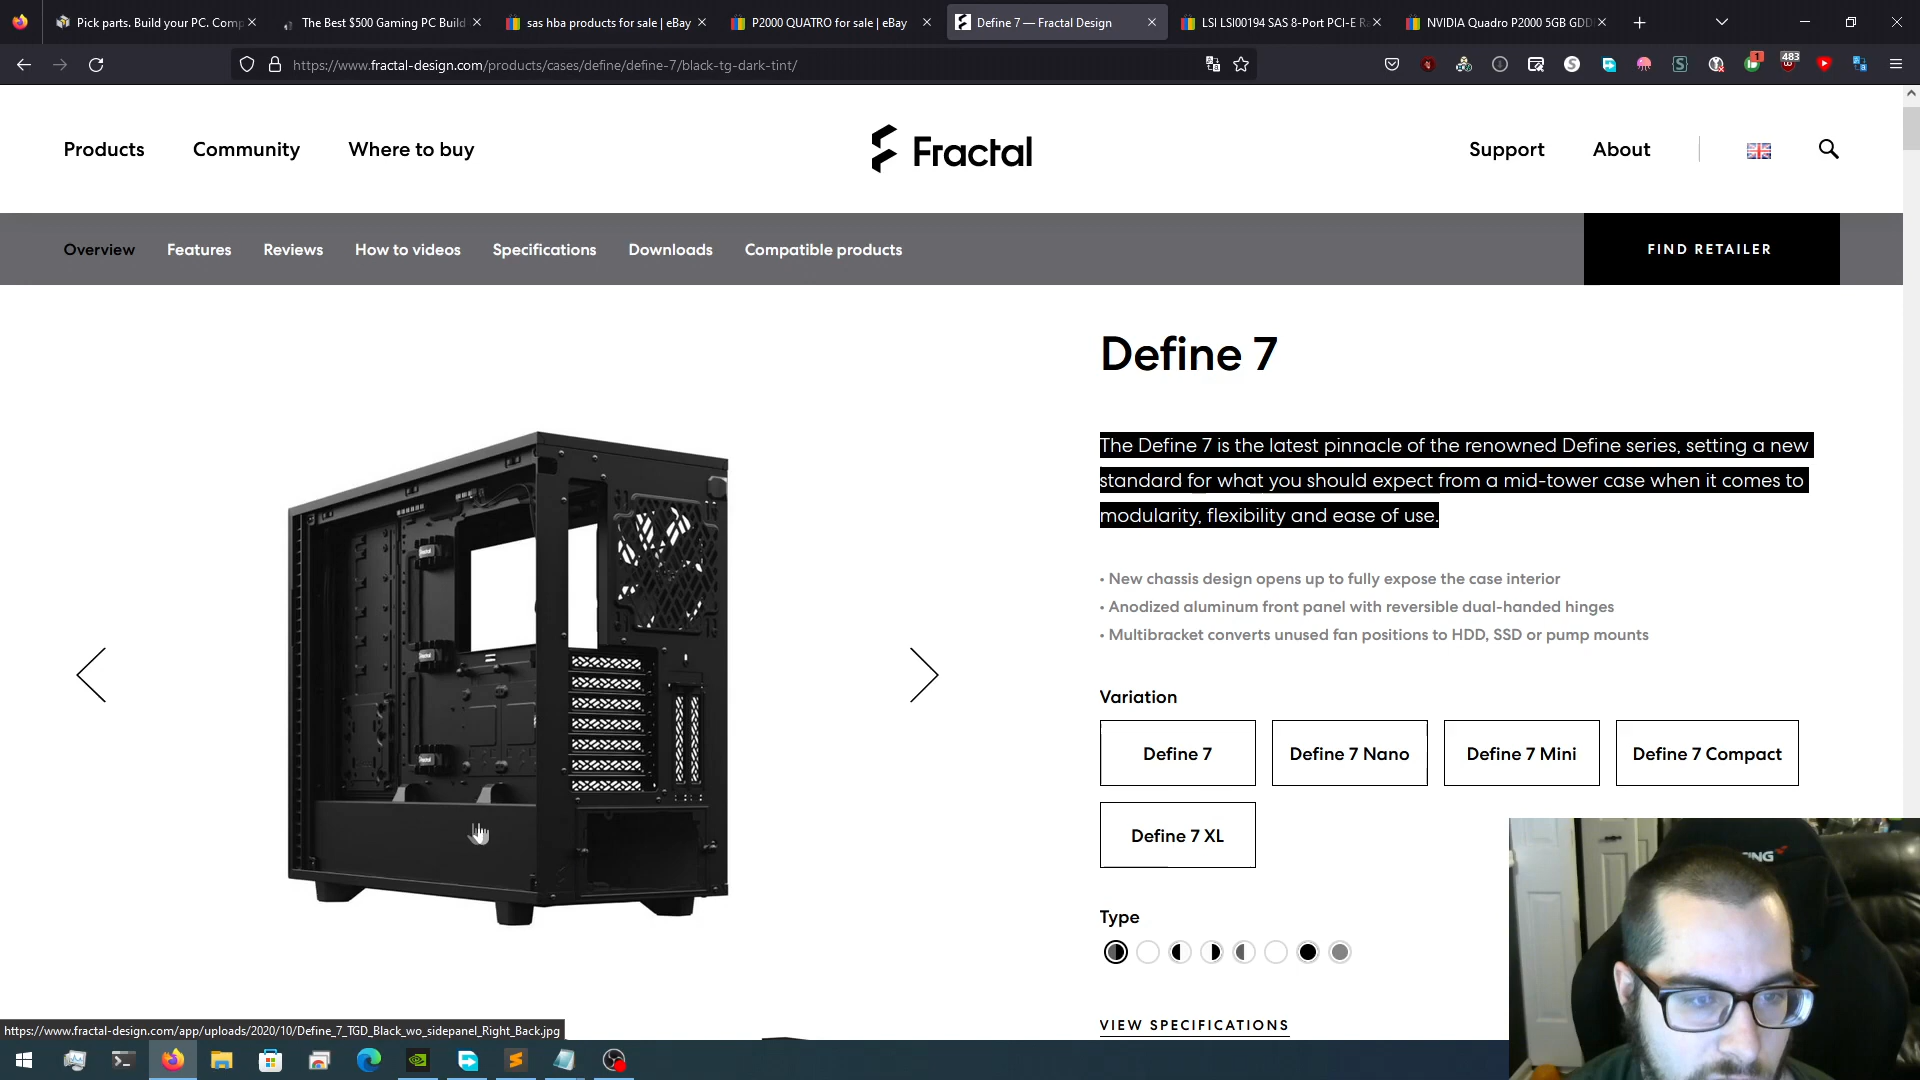 Pick parts. Build your PC. Comp
The Best $500 Gaming PC Build
sas hba products for sale | eBay
P2000 QUATRO for sale | eBay
Define 7 — Fractal Design
LSI LSI00194 SAS 8-Port PCI-E Ra
NVIDIA Quadro P2000 5GB GDD
https://www.fractal-design.com/products/cases/define/define-7/black-tg-dark-tint/
1
483
Products
Community
Where to buy
Fractal
Support
About
Overview
Features
Reviews
How to videos
Specifications
Downloads
Compatible products
FIND RETAILER
Define 7
The Define 7 is the latest pinnacle of the renowned Define series, setting a new
standard for what you should expect from a mid-tower case when it comes to
modularity, flexibility and ease of use.
• New chassis design opens up to fully expose the case interior
• Anodized aluminum front panel with reversible dual-handed hinges
• Multibracket converts unused fan positions to HDD, SSD or pump mounts
Variation
Define 7
Define 7 Nano
Define 7 Mini
Define 7 Compact
Define 7 XL
Type
VIEW SPECIFICATIONS
https://www.fractal-design.com/app/uploads/2020/10/Define_7_TGD_Black_wo_sidepanel_Right_Back.jpg